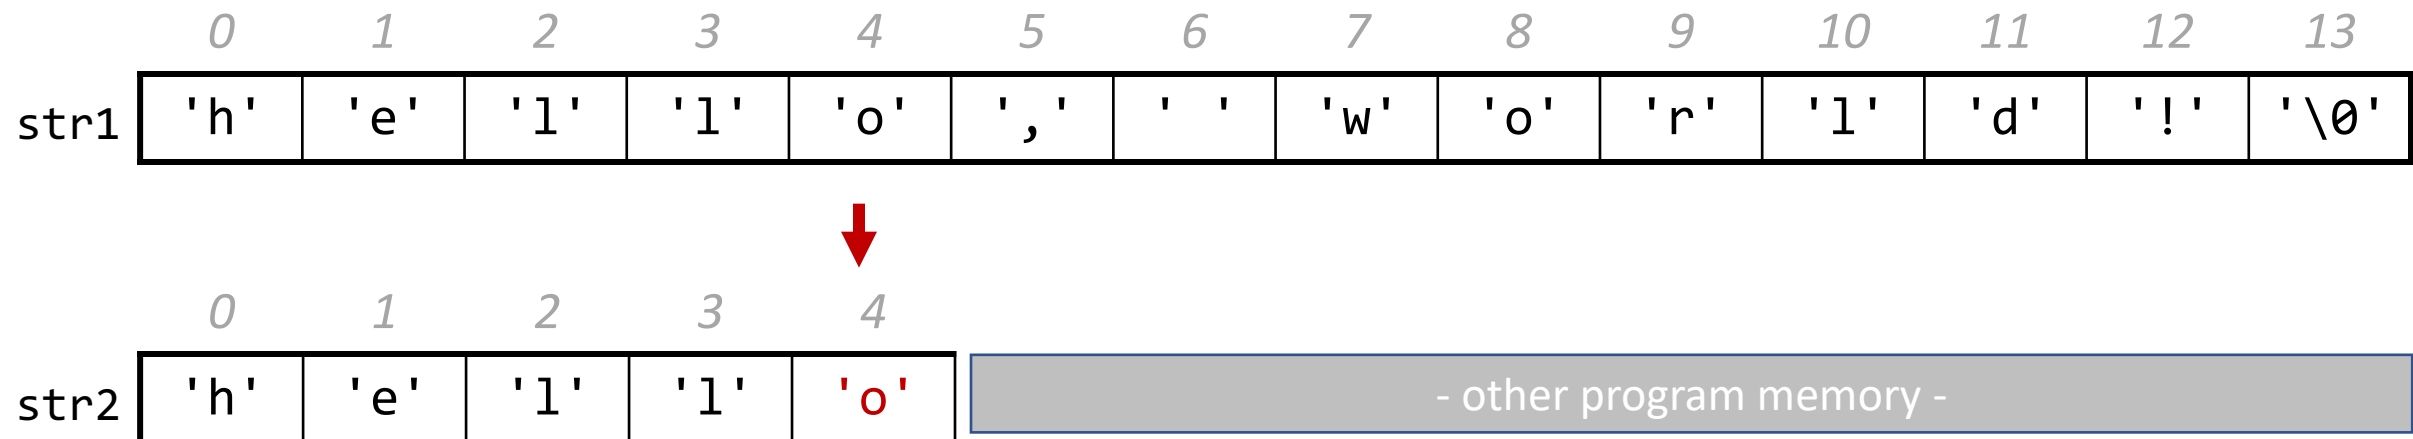 0 1 2 3 4 5 6 7 8 9 10 11 12 13
str1 'h' 'e' 'l' 'l' 'o' ',' ' ' 'w' 'o' 'r' 'l' 'd' '!' '\0'
0 1 2 3 4
str2 'h' 'e' 'l' 'l' 'o' - other program memory -